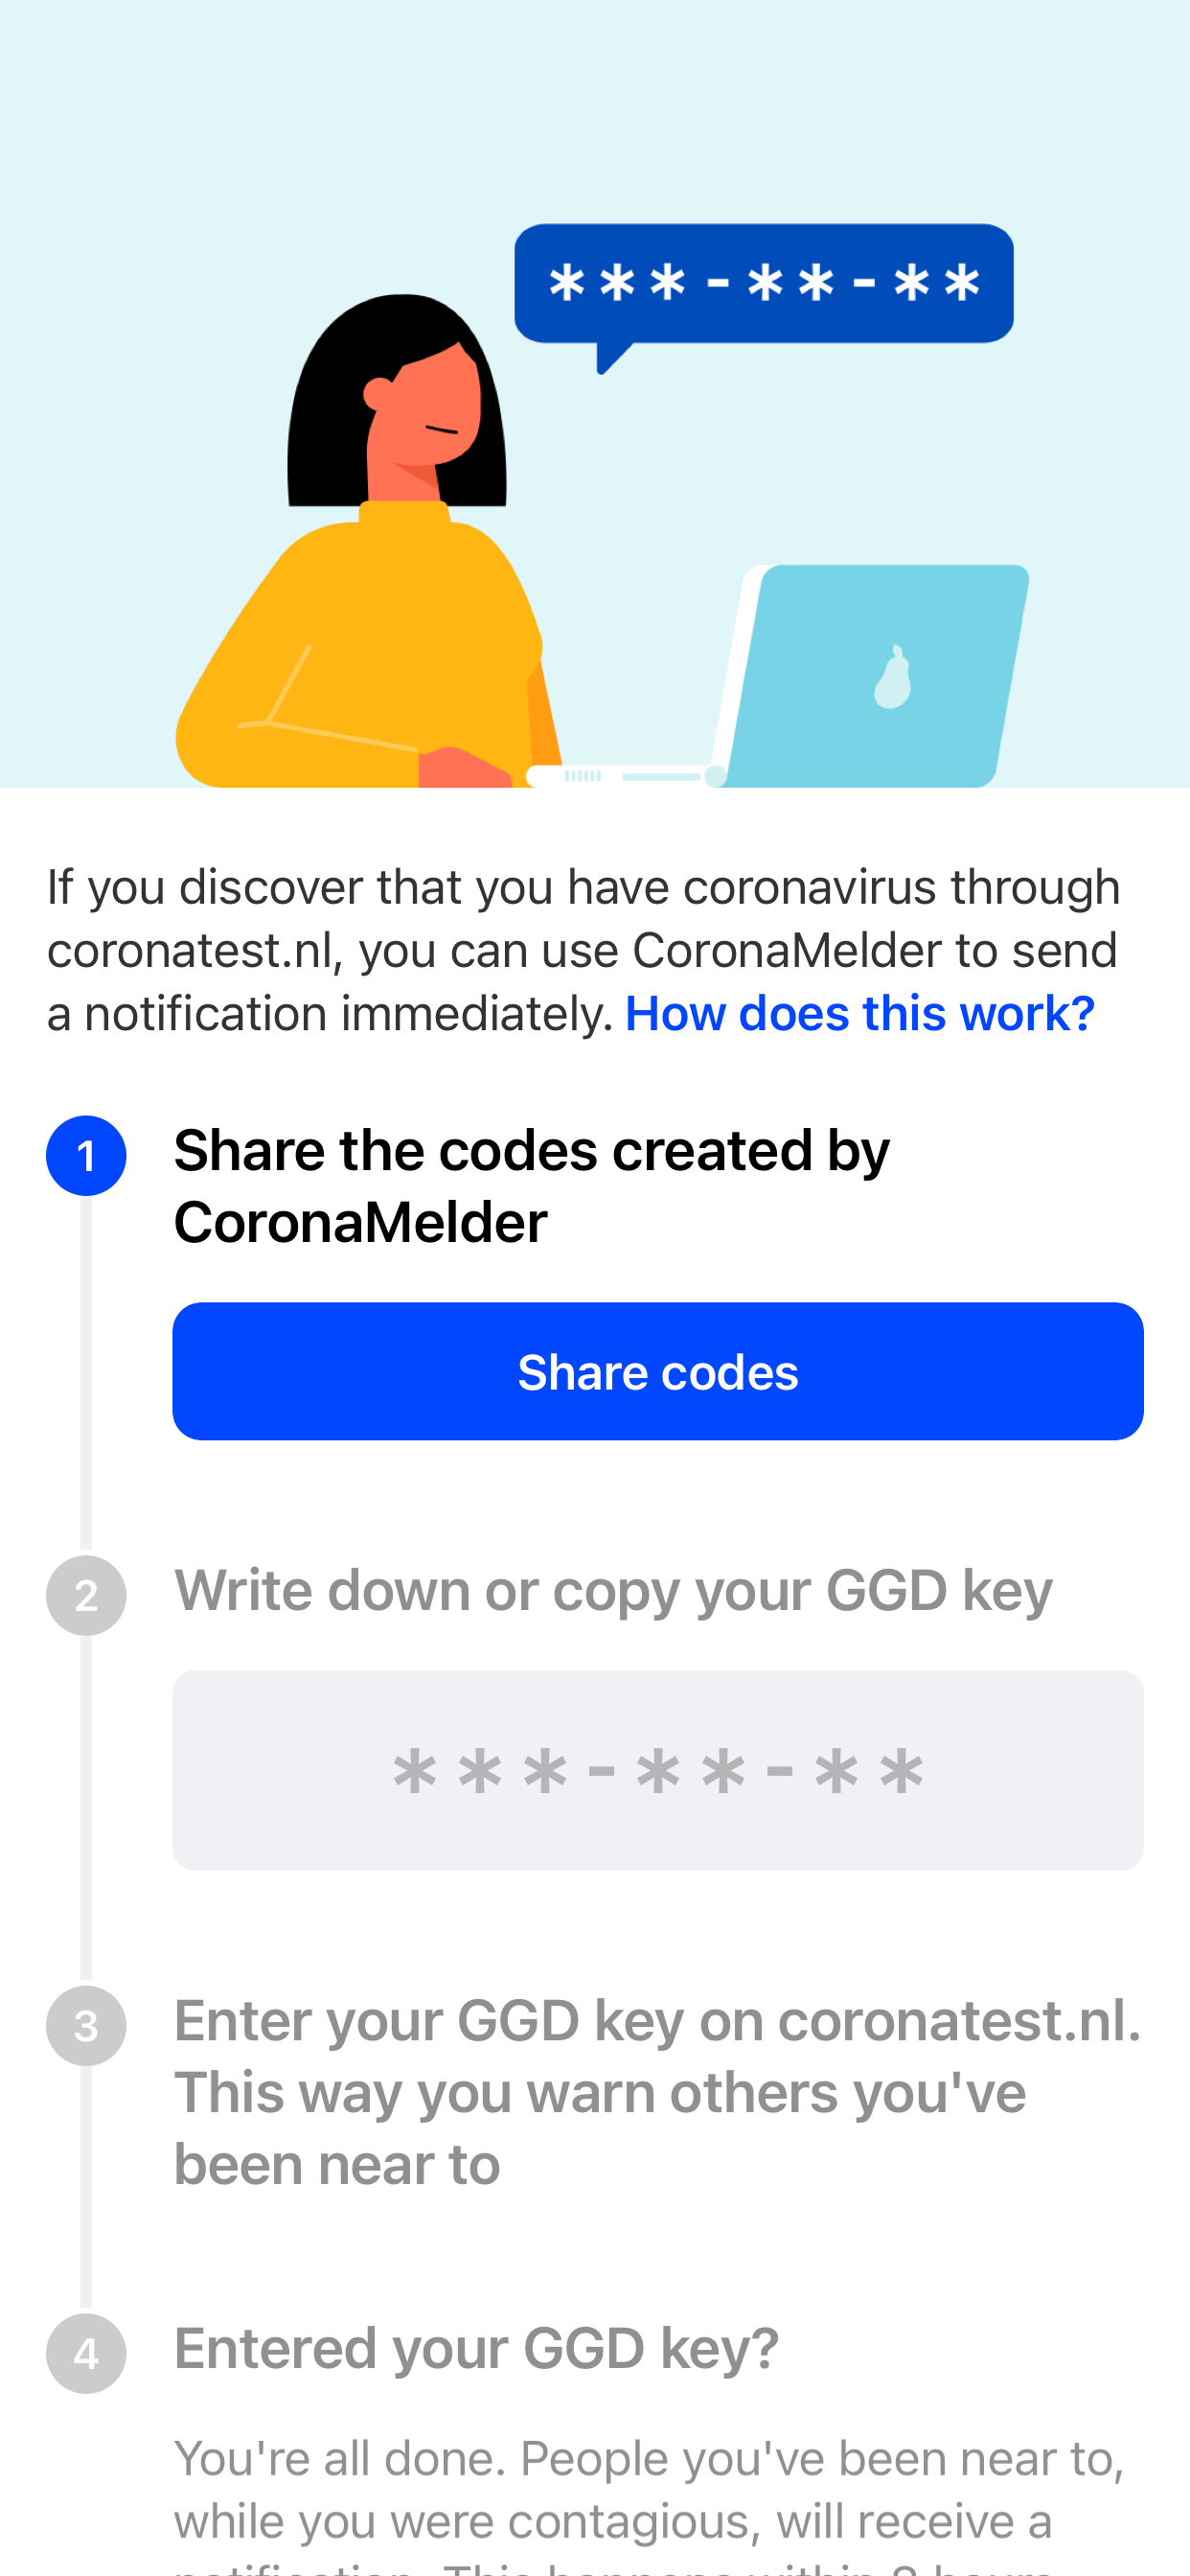 ***-**-**
If you discover that you have coronavirus through
coronatest.nl, you can use CoronaMelder to send
a notification immediately. How does this work?
1 Share the codes created by
CoronaMelder
Share codes
2 Write down or copy your GGD key
***-**-**
3 Enter your GGD key on coronatest.nl.
This way you warn others you've
been near to
4 Entered your GGD key?
You're all done. People you've been near to,
while you were contagious, will receive a